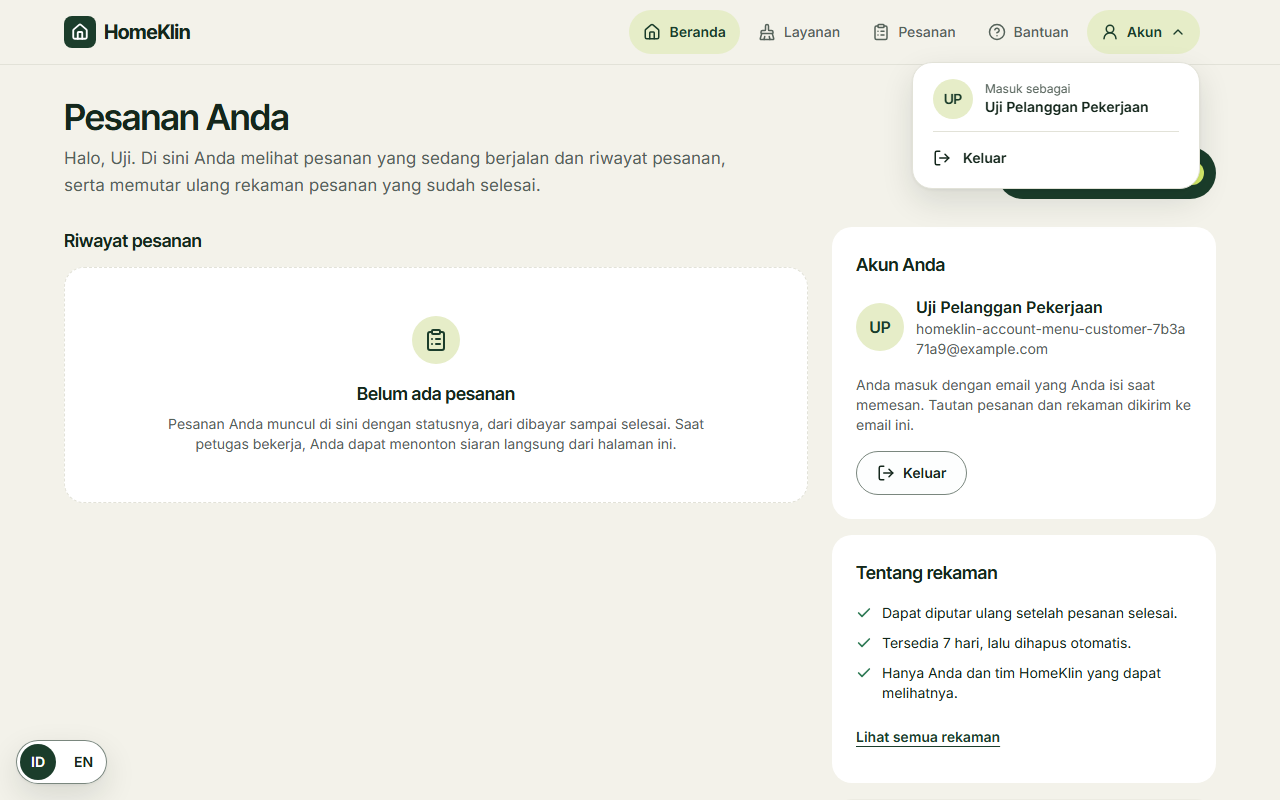 HomeKlin
Beranda
Layanan
Pesanan
Bantuan
Akun
UP
Masuk sebagai
Uji Pelanggan Pekerjaan
Keluar
Pesanan Anda
Halo, Uji. Di sini Anda melihat pesanan yang sedang berjalan dan riwayat pesanan,
serta memutar ulang rekaman pesanan yang sudah selesai.
Riwayat pesanan
Belum ada pesanan
Pesanan Anda muncul di sini dengan statusnya, dari dibayar sampai selesai. Saat
petugas bekerja, Anda dapat menonton siaran langsung dari halaman ini.
Akun Anda
UP
Uji Pelanggan Pekerjaan
homeklin-account-menu-customer-7b3a
71a9@example.com
Anda masuk dengan email yang Anda isi saat
memesan. Tautan pesanan dan rekaman dikirim ke
email ini.
Keluar
Tentang rekaman
Dapat diputar ulang setelah pesanan selesai.
Tersedia 7 hari, lalu dihapus otomatis.
Hanya Anda dan tim HomeKlin yang dapat
melihatnya.
Lihat semua rekaman
ID
EN